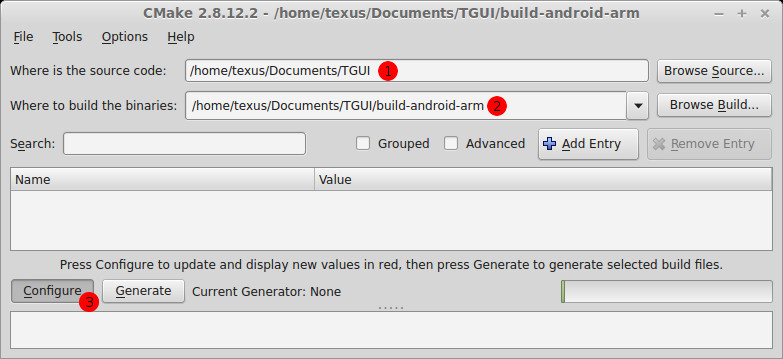 CMake 2.8.12.2 - /home/texus/Documents/TGUI/build-android-arm
File Tools Options Help
Where is the source code: /home/texus/Documents/TGUI 1 Browse Source...
Where to build the binaries: /home/texus/Documents/TGUI/build-android-arm 2 Browse Build...
Search: Grouped Advanced Add Entry Remove Entry
Name Value
Press Configure to update and display new values in red, then press Generate to generate selected build files.
Configure 3 Generate Current Generator: None